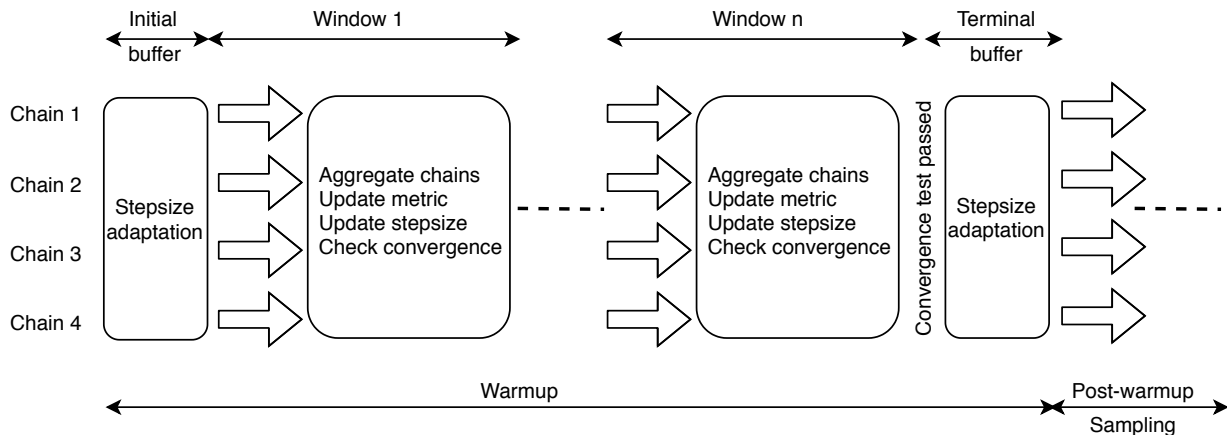 Initial
buffer
Window 1
Window n
Terminal
buffer
Chain 1
Chain 2
Chain 3
Chain 4
Stepsize
adaptation
Aggregate chains
Update metric
Update stepsize
Check convergence
Aggregate chains
Update metric
Update stepsize
Check convergence
Convergence test passed
Stepsize
adaptation
Warmup
Post-warmup
Sampling